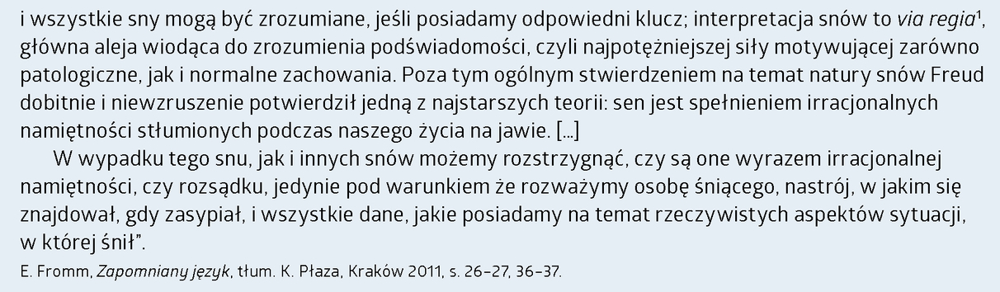 i wszystkie sny mogą być zrozumiane, jeśli posiadamy odpowiedni klucz; interpretacja snów to via regia¹,
główna aleja wiodąca do zrozumienia podświadomości, czyli najpotężniejszej siły motywującej zarówno
patologiczne, jak i normalne zachowania. Poza tym ogólnym stwierdzeniem na temat natury snów Freud
dobitnie i niewzruszenie potwierdził jedną z najstarszych teorii: sen jest spełnieniem irracjonalnych
namiętności stłumionych podczas naszego życia na jawie. [...]
W wypadku tego snu, jak i innych snów możemy rozstrzygnąć, czy są one wyrazem irracjonalnej
namiętności, czy rozsądku, jedynie pod warunkiem że rozważymy osobę śniącego, nastrój, w jakim się
znajdował, gdy zasypiał, i wszystkie dane, jakie posiadamy na temat rzeczywistych aspektów sytuacji,
w której śnił”.
E. Fromm, Zapomniany język, tłum. K. Płaza, Kraków 2011, s. 26–27, 36–37.